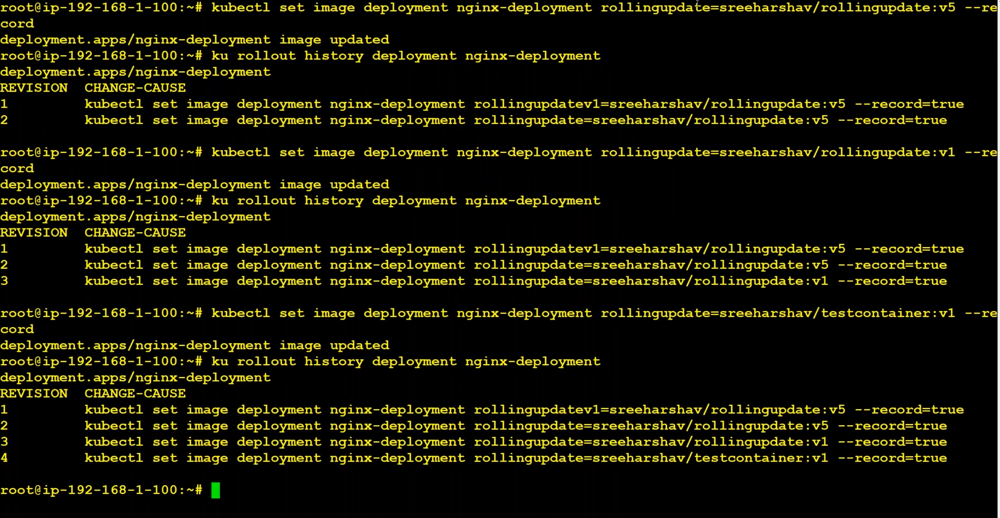 root@ip-192-168-1-100:~# kubectl set image deployment nginx-deployment rollingupdate=sreeharshav/rollingupdate:v5 --re
cord
deployment.apps/nginx-deployment image updated
root@ip-192-168-1-100:~# ku rollout history deployment nginx-deployment
deployment.apps/nginx-deployment
REVISION  CHANGE-CAUSE
1         kubectl set image deployment nginx-deployment rollingupdatev1=sreeharshav/rollingupdate:v5 --record=true
2         kubectl set image deployment nginx-deployment rollingupdate=sreeharshav/rollingupdate:v5 --record=true

root@ip-192-168-1-100:~# kubectl set image deployment nginx-deployment rollingupdate=sreeharshav/rollingupdate:v1 --re
cord
deployment.apps/nginx-deployment image updated
root@ip-192-168-1-100:~# ku rollout history deployment nginx-deployment
deployment.apps/nginx-deployment
REVISION  CHANGE-CAUSE
1         kubectl set image deployment nginx-deployment rollingupdatev1=sreeharshav/rollingupdate:v5 --record=true
2         kubectl set image deployment nginx-deployment rollingupdate=sreeharshav/rollingupdate:v5 --record=true
3         kubectl set image deployment nginx-deployment rollingupdate=sreeharshav/rollingupdate:v1 --record=true

root@ip-192-168-1-100:~# kubectl set image deployment nginx-deployment rollingupdate=sreeharshav/testcontainer:v1 --re
cord
deployment.apps/nginx-deployment image updated
root@ip-192-168-1-100:~# ku rollout history deployment nginx-deployment
deployment.apps/nginx-deployment
REVISION  CHANGE-CAUSE
1         kubectl set image deployment nginx-deployment rollingupdatev1=sreeharshav/rollingupdate:v5 --record=true
2         kubectl set image deployment nginx-deployment rollingupdate=sreeharshav/rollingupdate:v5 --record=true
3         kubectl set image deployment nginx-deployment rollingupdate=sreeharshav/rollingupdate:v1 --record=true
4         kubectl set image deployment nginx-deployment rollingupdate=sreeharshav/testcontainer:v1 --record=true

root@ip-192-168-1-100:~#